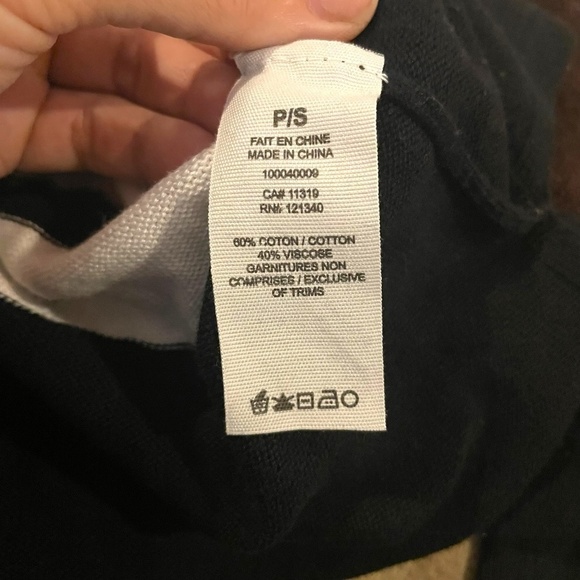 P/S
FAIT EN CHINE
MADE IN CHINA
100040009
CA# 11319
RN# 121340
60% COTON / COTTON
40% VISCOSE
GARNITURES NON
COMPRISES / EXCLUSIVE
OF TRIMS